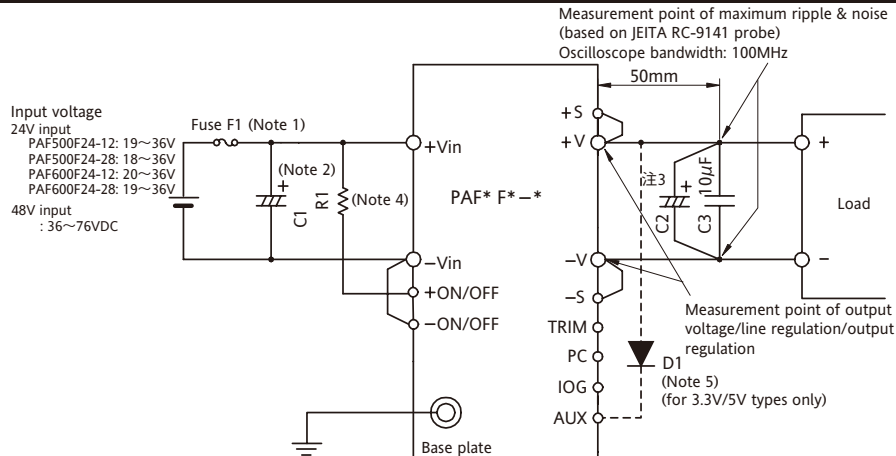 Measurement point of maximum ripple & noise
(based on JEITA RC-9141 probe)
Oscilloscope bandwidth: 100MHz
50mm
Input voltage
24V input
PAF500F24-12: 19～36V
PAF500F24-28: 18～36V
PAF600F24-12: 20～36V
PAF600F24-28: 19～36V
48V input
: 36～76VDC
Fuse F1 (Note 1)
(Note 2)
+
C1
R1
(Note 4)
+Vin
−Vin
+ON/OFF
−ON/OFF
PAF* F*−*
+S
+V
−V
−S
TRIM
PC
IOG
AUX
注3
+
C2
10μF
C3
+
−
Load
Measurement point of output
voltage/line regulation/output
regulation
D1
(Note 5)
(for 3.3V/5V types only)
Base plate